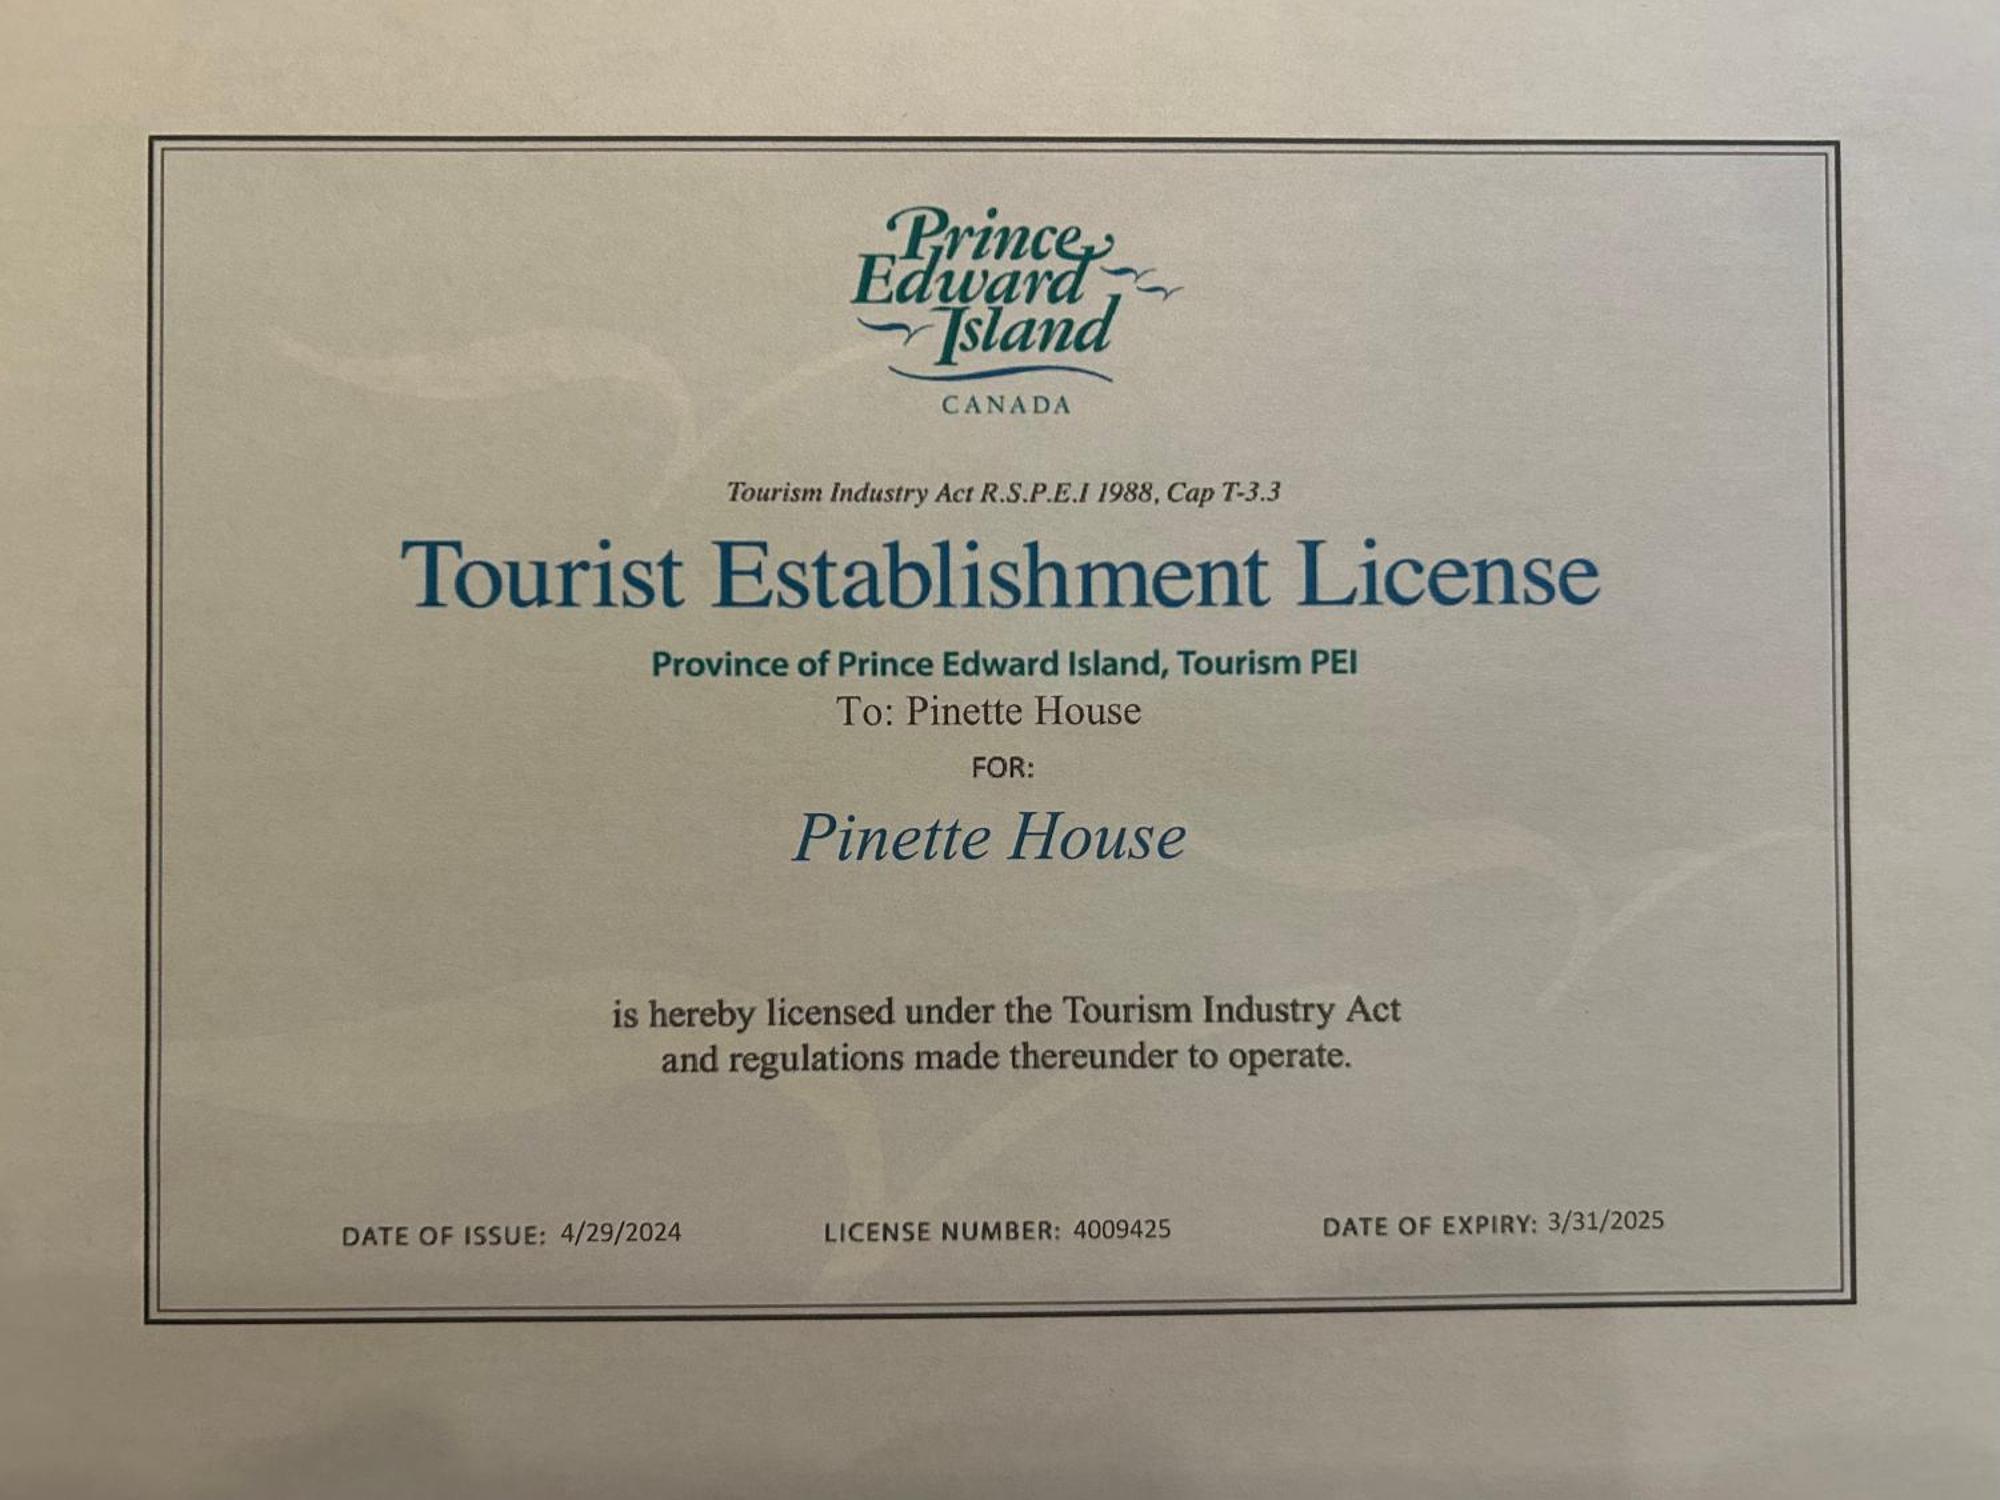 Prince
Edward
Island
CANADA
Tourism Industry Act R.S.P.E.I 1988, Cap T-3.3
Tourist Establishment License
Province of Prince Edward Island, Tourism PEI
To: Pinette House
FOR:
Pinette House
is hereby licensed under the Tourism Industry Act
and regulations made thereunder to operate.
DATE OF ISSUE: 4/29/2024 LICENSE NUMBER: 4009425 DATE OF EXPIRY: 3/31/2025